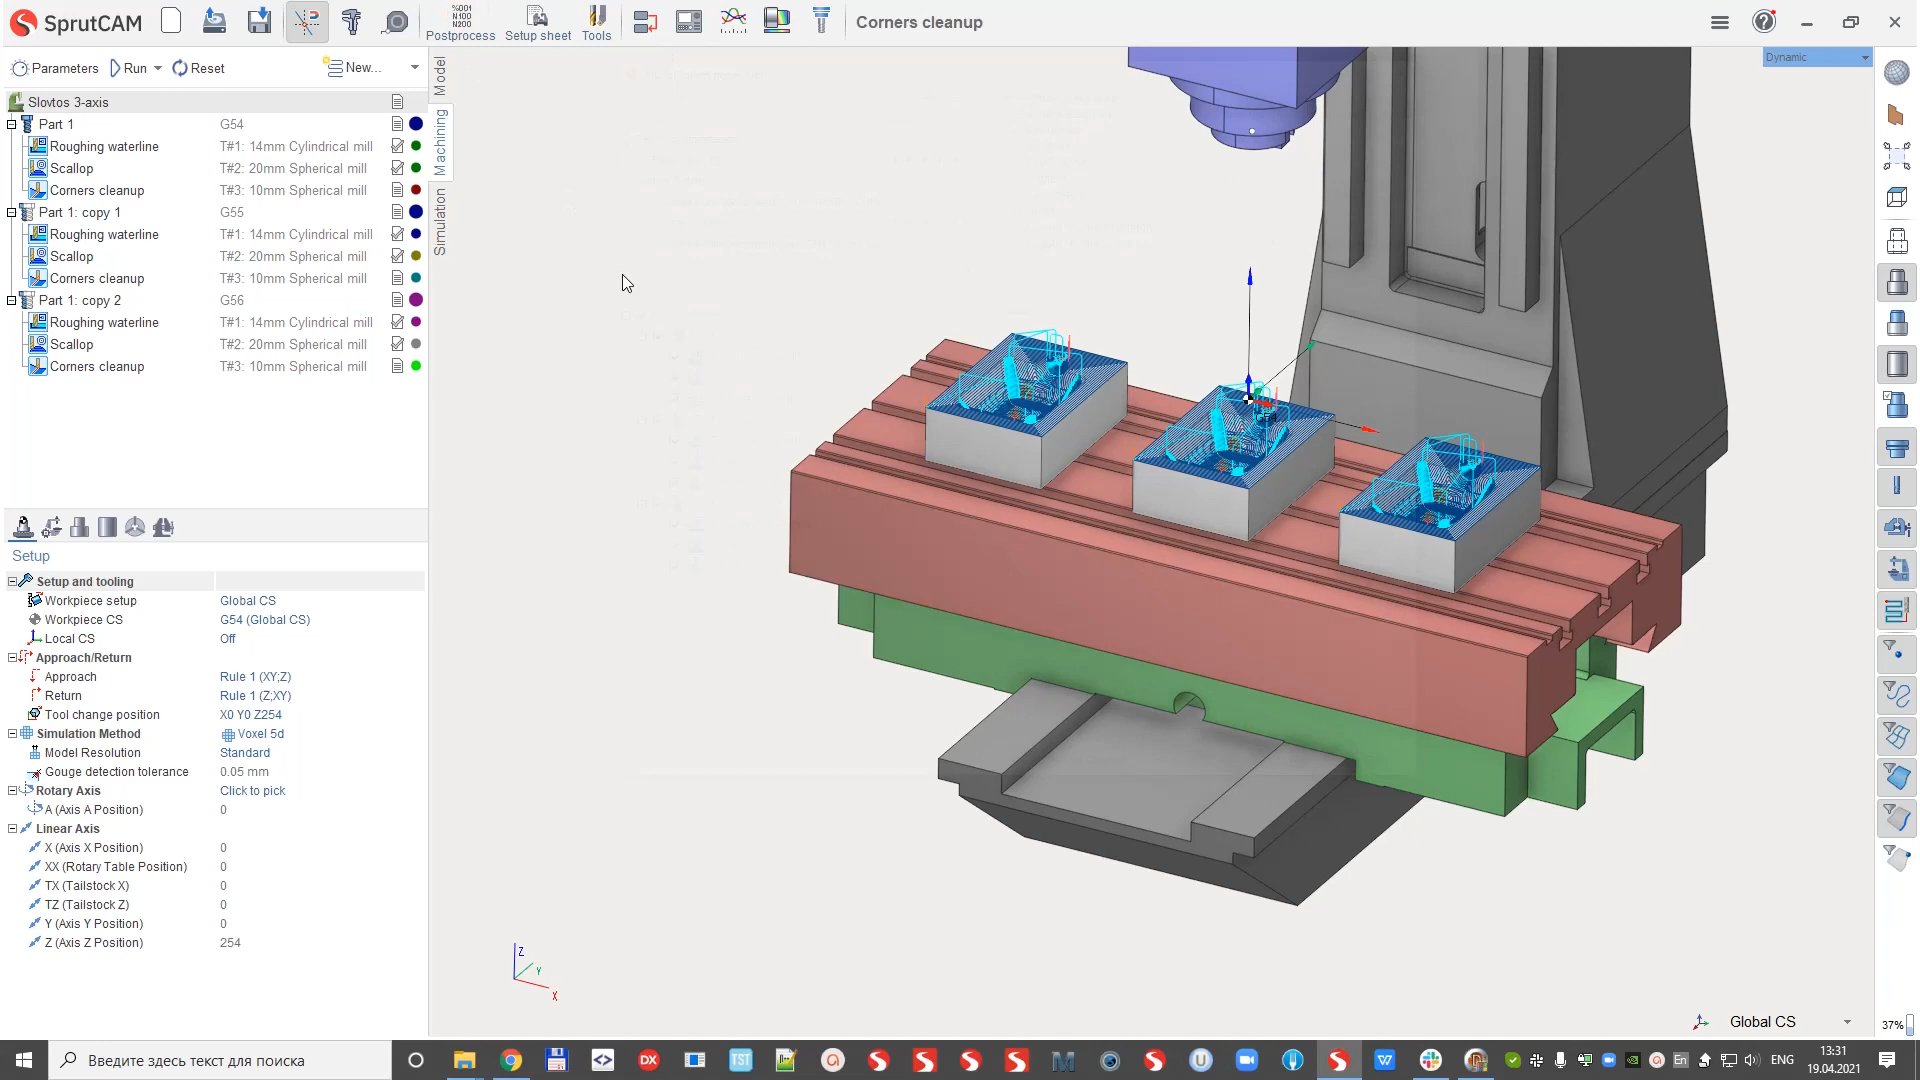 SprutCAM
%001
N100
N200
Postprocess
Setup sheet
Tools
Corners cleanup
Parameters
Run
Reset
New...
Dynamic
Model
Machining
Simulation
Slovtos 3-axis
Part 1 G54
Roughing waterline T#1: 14mm Cylindrical mill
Scallop T#2: 20mm Spherical mill
Corners cleanup T#3: 10mm Spherical mill
Part 1: copy 1 G55
Roughing waterline T#1: 14mm Cylindrical mill
Scallop T#2: 20mm Spherical mill
Corners cleanup T#3: 10mm Spherical mill
Part 1: copy 2 G56
Roughing waterline T#1: 14mm Cylindrical mill
Scallop T#2: 20mm Spherical mill
Corners cleanup T#3: 10mm Spherical mill
Setup
Setup and tooling
Workpiece setup Global CS
Workpiece CS G54 (Global CS)
Local CS Off
Approach/Return
Approach Rule 1 (XY;Z)
Return Rule 1 (Z;XY)
Tool change position X0 Y0 Z254
Simulation Method Voxel 5d
Model Resolution Standard
Gouge detection tolerance 0.05 mm
Rotary Axis Click to pick
A (Axis A Position) 0
Linear Axis
X (Axis X Position) 0
XX (Rotary Table Position) 0
TX (Tailstock X) 0
TZ (Tailstock Z) 0
Y (Axis Y Position) 0
Z (Axis Z Position) 254
Z
Y
X
Global CS
37%
Введите здесь текст для поиска
DX
TST
En
ENG
13:31
19.04.2021